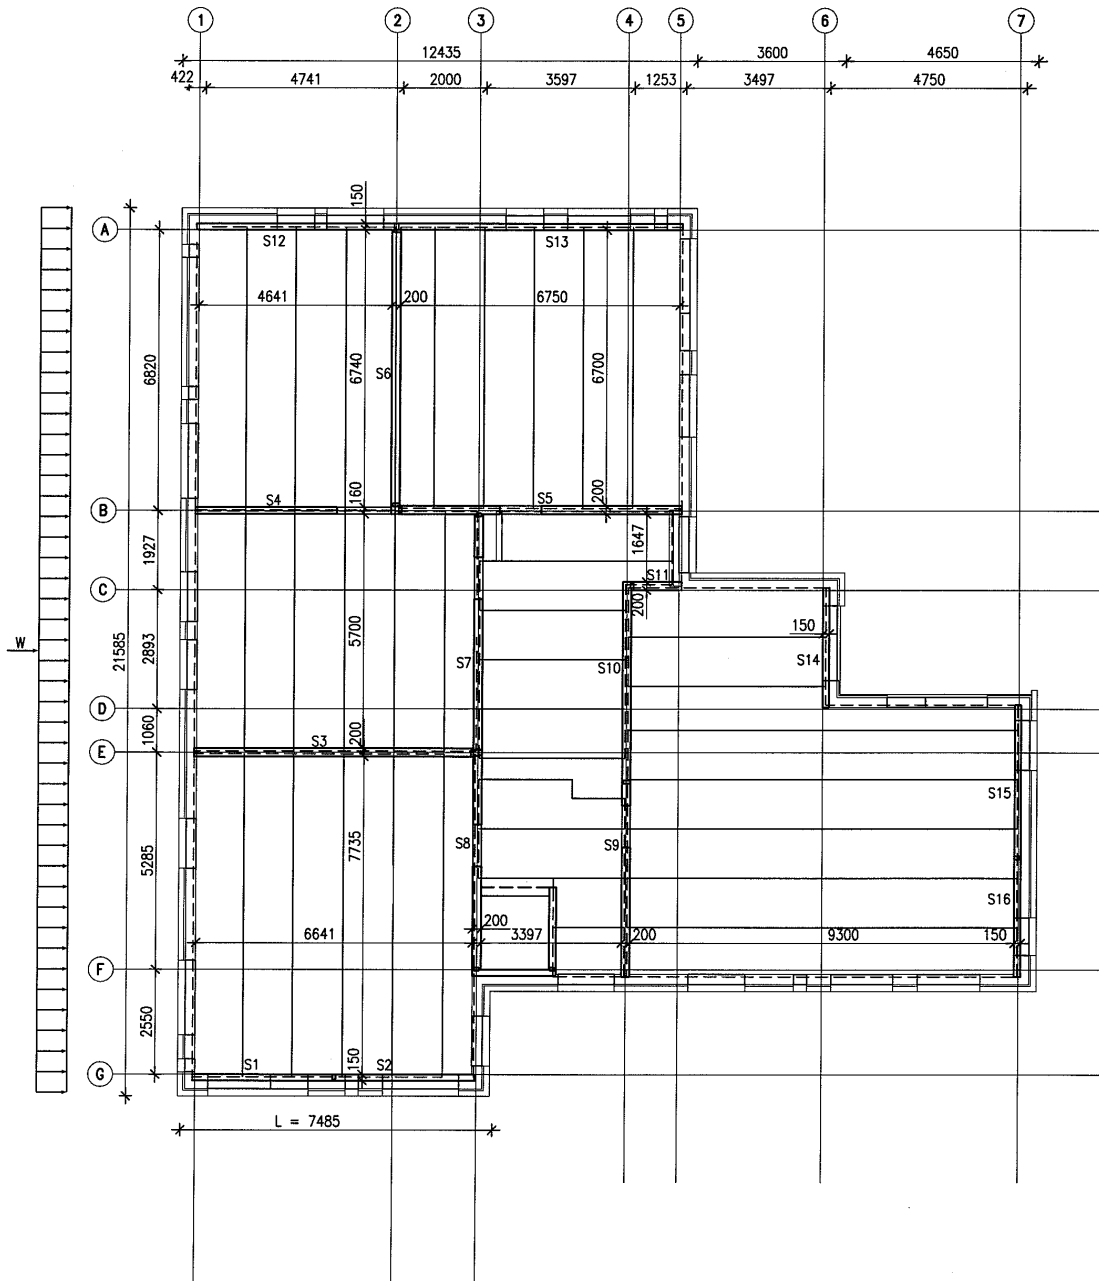 1 2 3 4 5 6 7
12435 3600 4650
422 4741 2000 3597 1253 3497 4750
150
A
S12 S13
4641 200 6750
6820 6740 S6 6700
S4 160 S5 200
B
1927 1647
S11
C
200
W 21585 2893 5700 150
S7 S10 S14
D
1060 S3 200
E
S15
5285 7735 S8 S9
S16
200
6641 3397 200 9300 150
F
2550
S1 150 S2
G
L = 7485